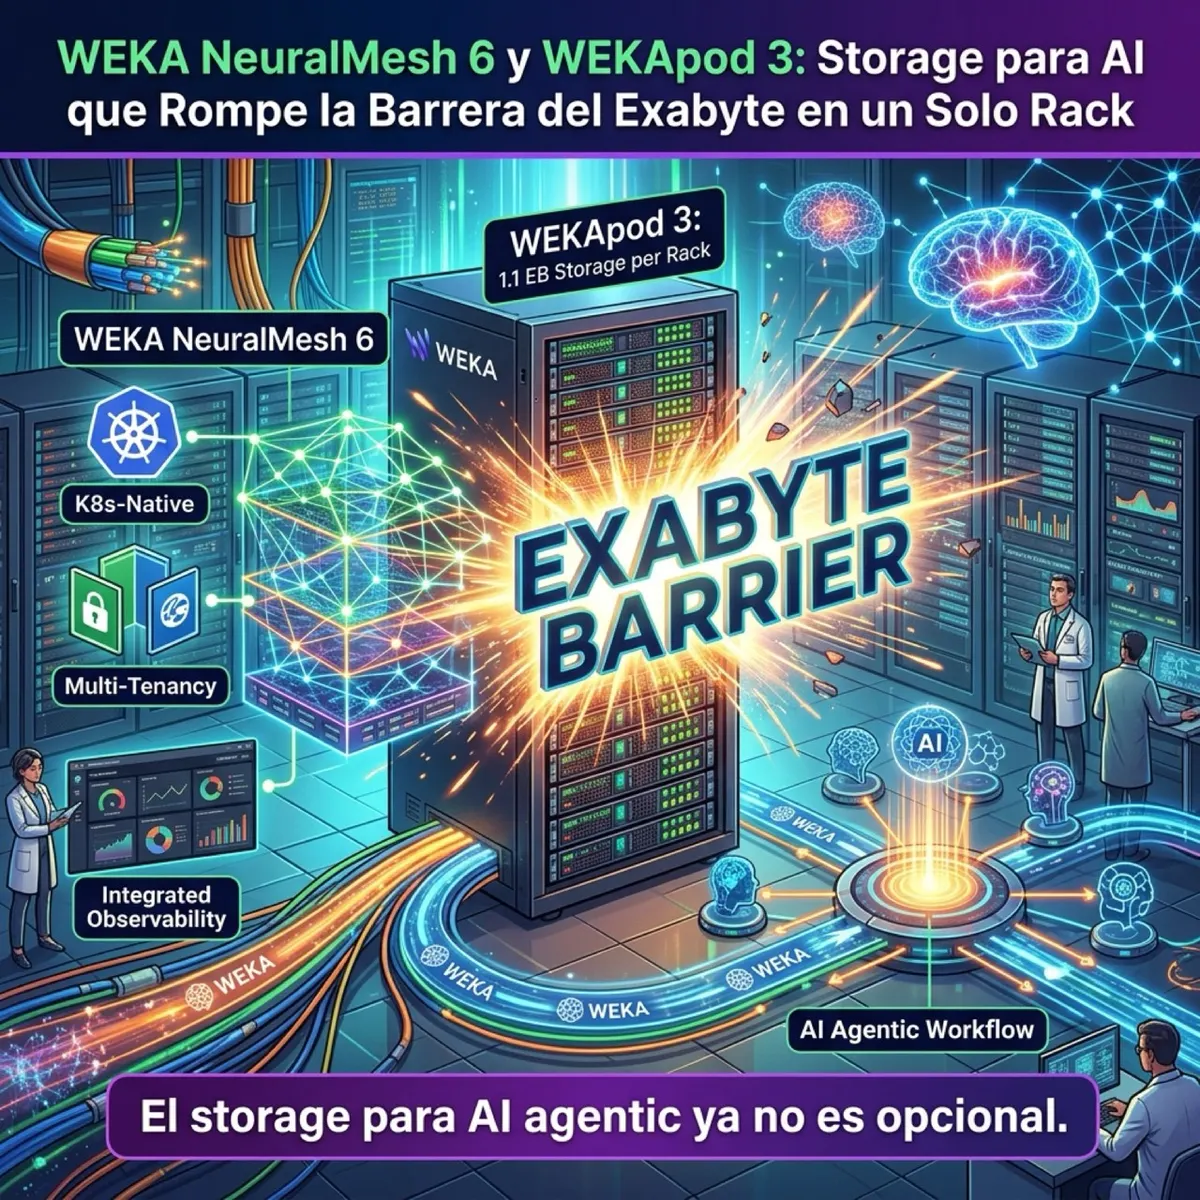 WEKA NeuralMesh 6 y WEKApod 3: Storage para AI
que Rompe la Barrera del Exabyte en un Solo Rack
WEKApod 3:
1.1 EB Storage per Rack
WEKA NeuralMesh 6
WEKA
K8s-Native
EXABYTE
BARRIER
Multi-Tenancy
AI
WEKA
Integrated
Observability
WEKA
WEKA
WEKA
WEKA
AI Agentic Workflow
El storage para AI agentic ya no es opcional.